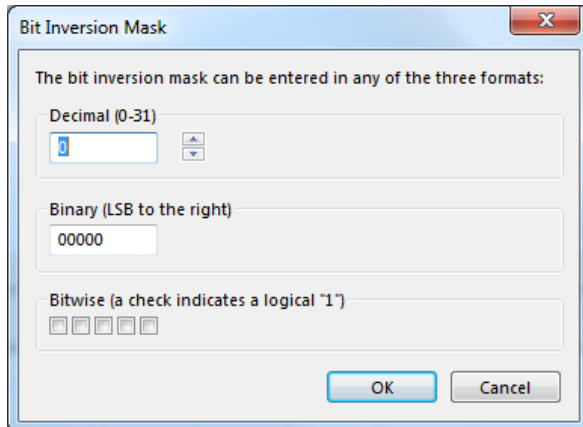 Bit Inversion Mask
The bit inversion mask can be entered in any of the three formats:
Decimal (0-31)
0
Binary (LSB to the right)
00000
Bitwise (a check indicates a logical "1")
OK Cancel